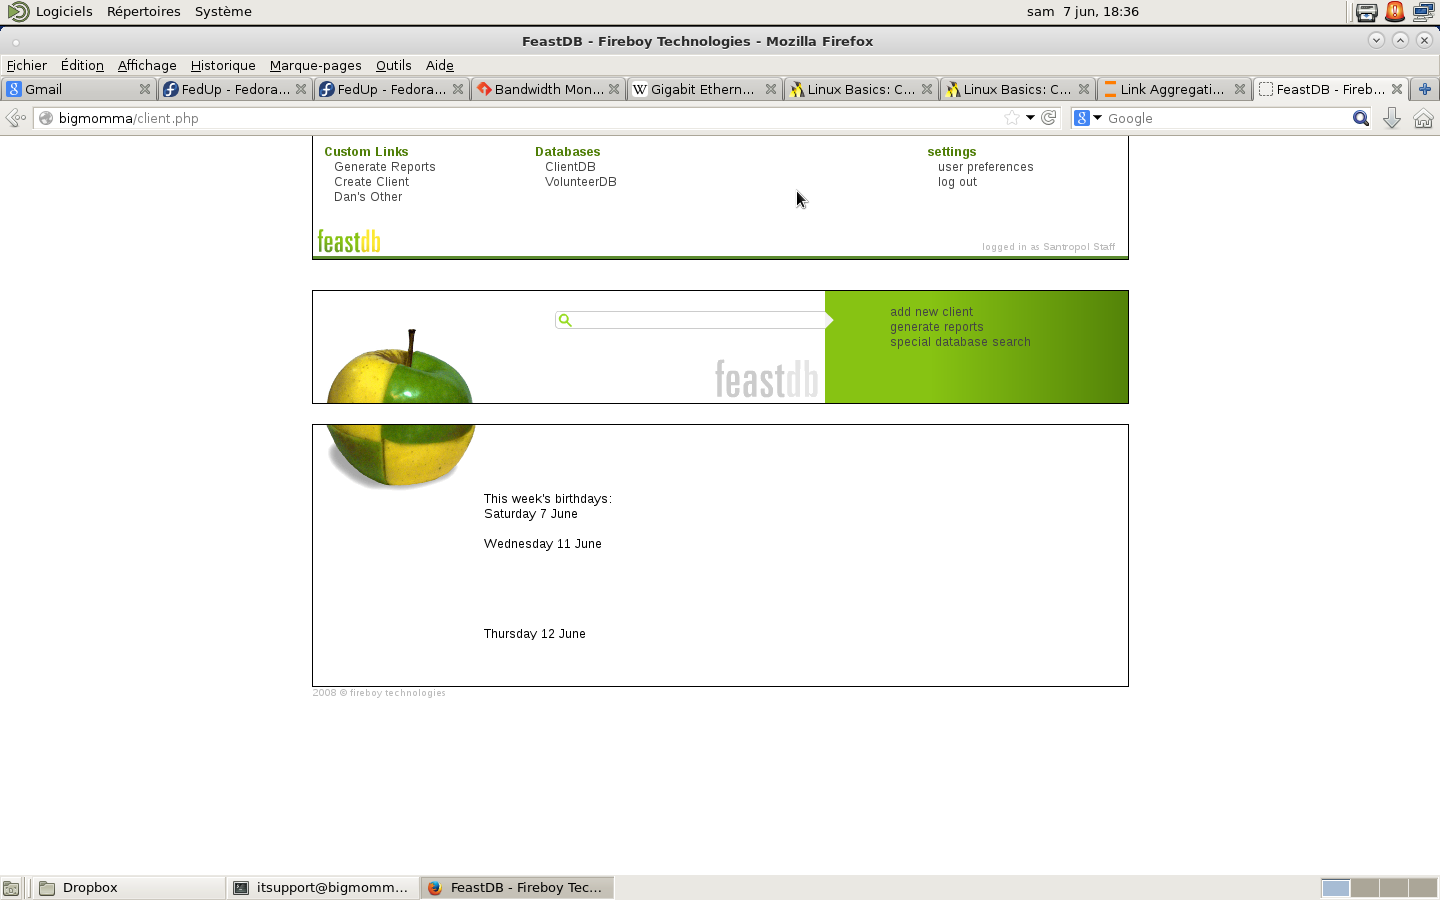 Logiciels Répertoires Système sam 7 jun, 18:36
FeastDB - Fireboy Technologies - Mozilla Firefox
Fichier Édition Affichage Historique Marque-pages Outils Aide
Gmail FedUp - Fedora... FedUp - Fedora... Bandwidth Mon... Gigabit Ethern... Linux Basics: C... Linux Basics: C... Link Aggregati... FeastDB - Fireb...
bigmomma/client.php Google
Custom Links Databases settings
Generate Reports ClientDB user preferences
Create Client VolunteerDB log out
Dan's Other
feastdb logged in as Santropol Staff
add new client
generate reports
special database search
feastdb
This week's birthdays:
Saturday 7 June
Wednesday 11 June
Thursday 12 June
2008 © fireboy technologies
Dropbox itsupport@bigmomm... FeastDB - Fireboy Tec...